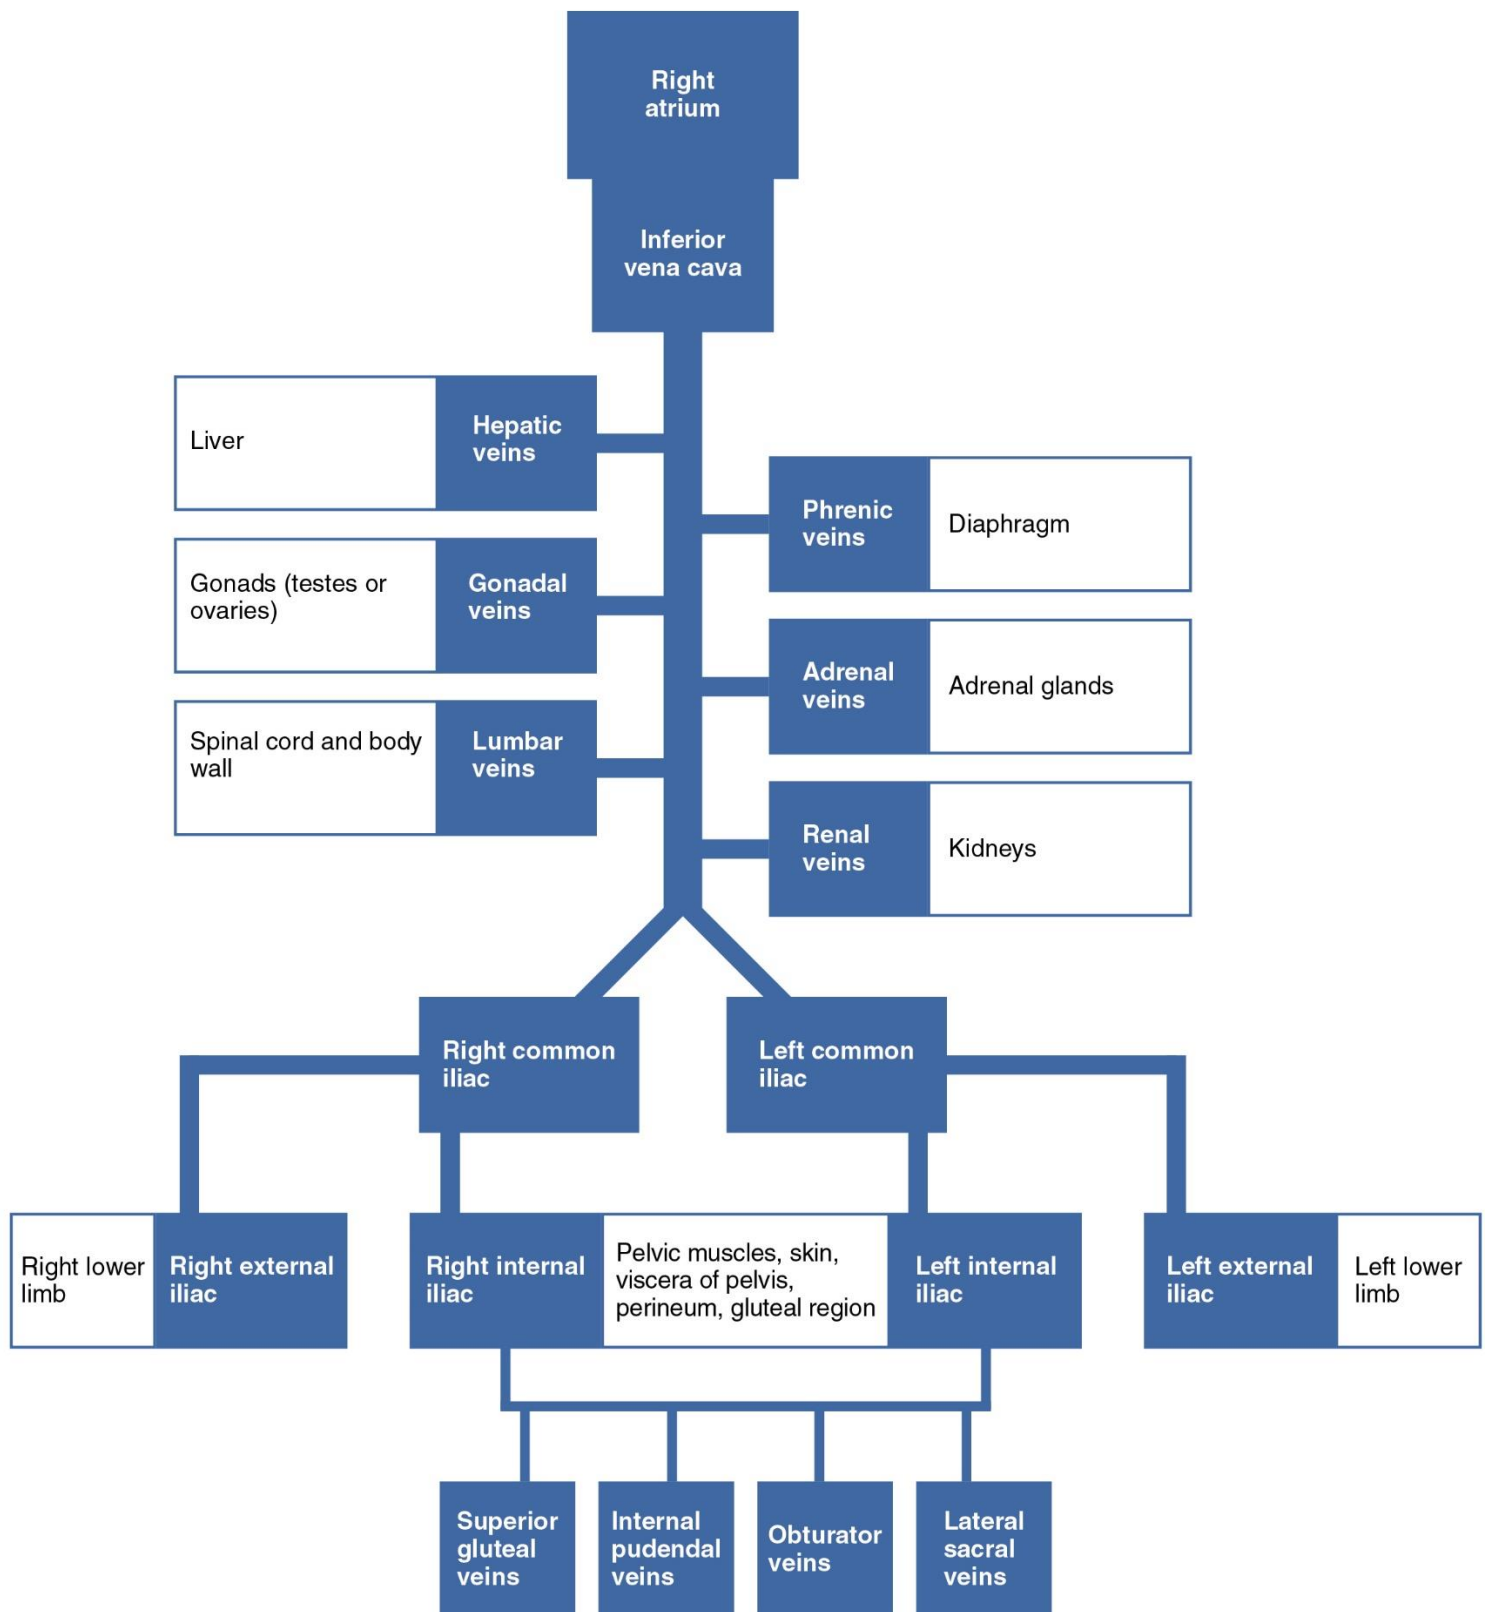 Right
atrium
Inferior
vena cava
Liver
Hepatic
veins
Phrenic
veins
Diaphragm
Gonads (testes or
ovaries)
Gonadal
veins
Adrenal
veins
Adrenal glands
Spinal cord and body
wall
Lumbar
veins
Renal
veins
Kidneys
Right common
iliac
Left common
iliac
Right lower
limb
Right external
iliac
Right internal
iliac
Pelvic muscles, skin,
viscera of pelvis,
perineum, gluteal region
Left internal
iliac
Left external
iliac
Left lower
limb
Superior
gluteal
veins
Internal
pudendal
veins
Obturator
veins
Lateral
sacral
veins